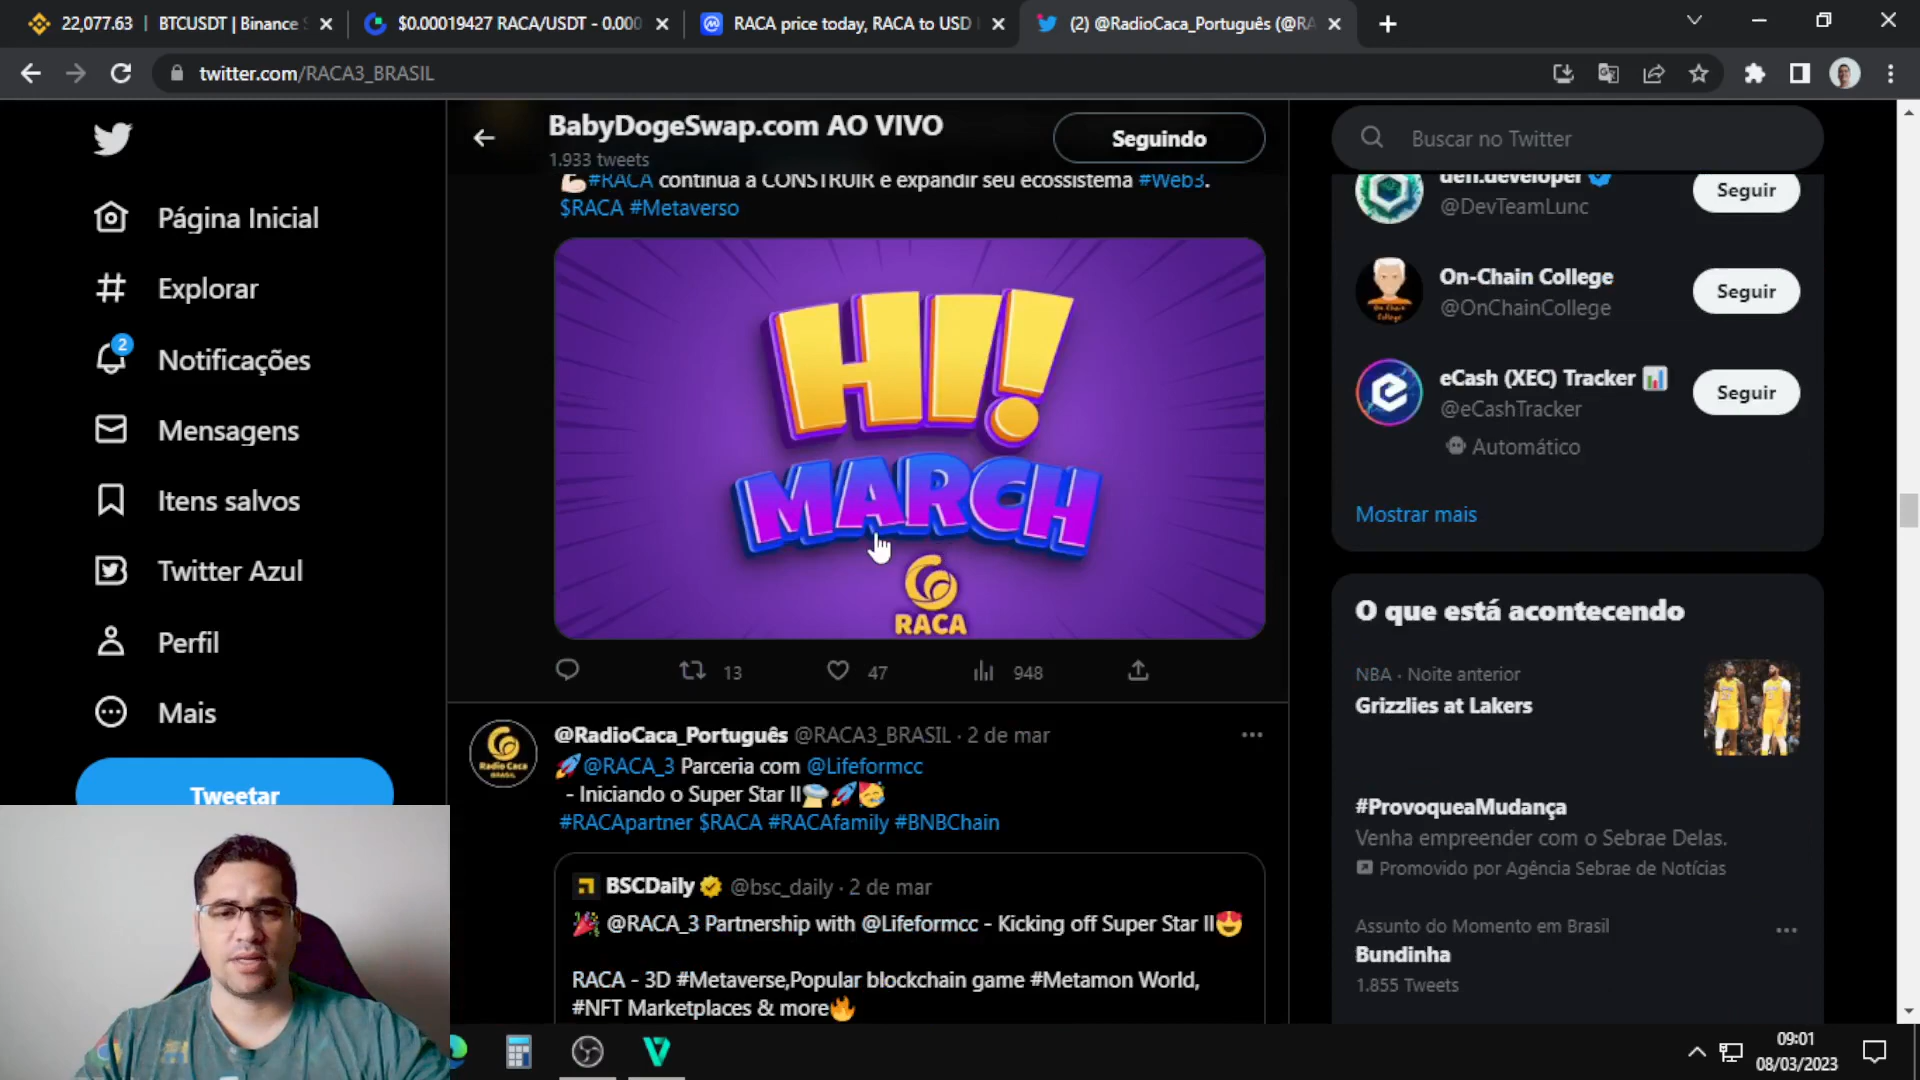 22,077.63 | BTCUSDT | Binance S
$0.00019427 RACA/USDT - 0.000
RACA price today, RACA to USD
(2) @RadioCaca_Português (@RA
twitter.com/RACA3_BRASIL
BabyDogeSwap.com AO VIVO
1.933 tweets
Seguindo
Buscar no Twitter
Página Inicial
Explorar
2
Notificações
Mensagens
Itens salvos
Twitter Azul
Perfil
Mais
Tweetar
💪🏻#RACA continua a CONSTRUIR e expandir seu ecossistema #Web3.
$RACA #Metaverso
HI!
MARCH
RACA
13
47
948
@RadioCaca_Português @RACA3_BRASIL · 2 de mar
🚀@RACA_3 Parceria com @Lifeformcc
- Iniciando o Super Star II🛸🚀🥳
#RACApartner $RACA #RACAfamily #BNBChain
Radio Caca
BRASIL
BSCDaily @bsc_daily · 2 de mar
🎉 @RACA_3 Partnership with @Lifeformcc - Kicking off Super Star II😍
RACA - 3D #Metaverse,Popular blockchain game #Metamon World,
#NFT Marketplaces & more🔥
defi.developer
@DevTeamLunc
Seguir
On-Chain College
@OnChainCollege
Seguir
eCash (XEC) Tracker 📊
@eCashTracker
Automático
Seguir
Mostrar mais
O que está acontecendo
NBA · Noite anterior
Grizzlies at Lakers
#ProvoqueaMudança
Venha empreender com o Sebrae Delas.
Promovido por Agência Sebrae de Notícias
Assunto do Momento em Brasil
Bundinha
1.855 Tweets
09:01
08/03/2023